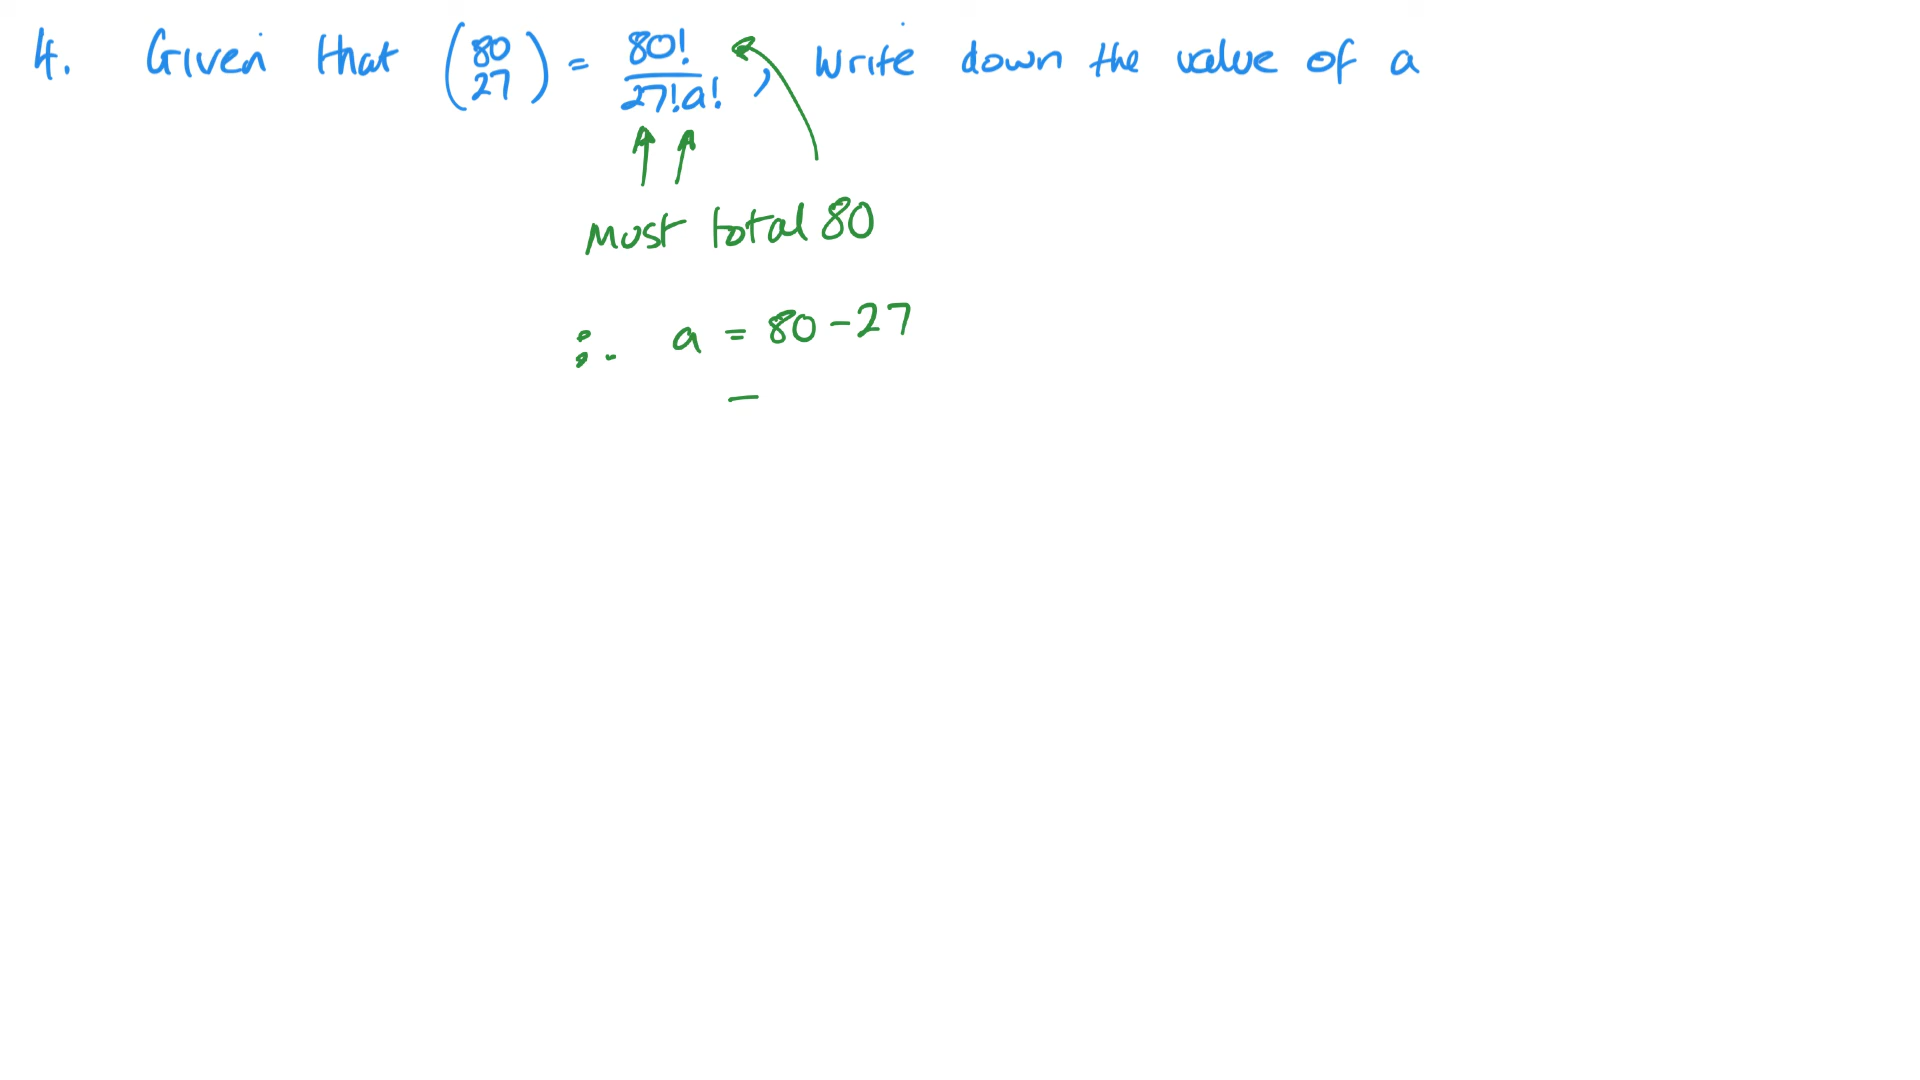 4. Given that (80 27) = 80! / 27!a! , write down the value of a
Must total 80
∴ a = 80 - 27